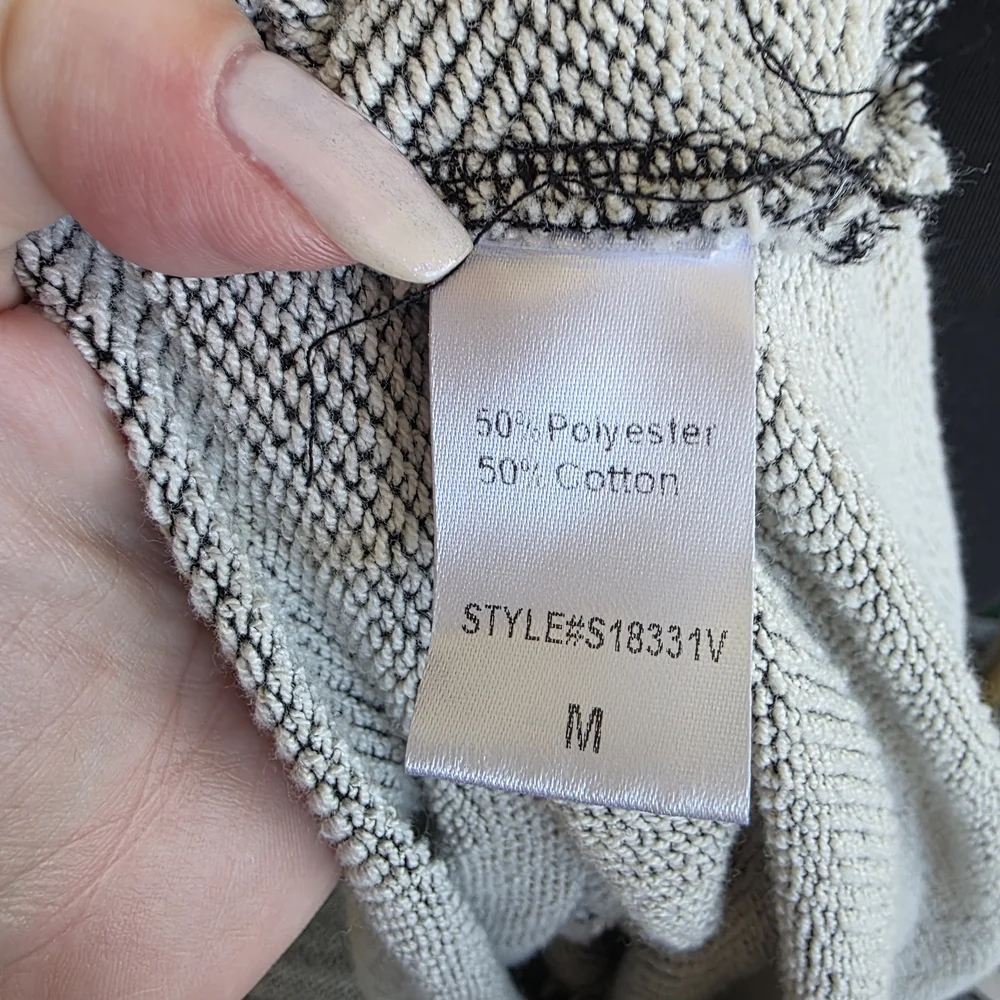 50% Polyester
50% Cotton
STYLE#S18331V
M